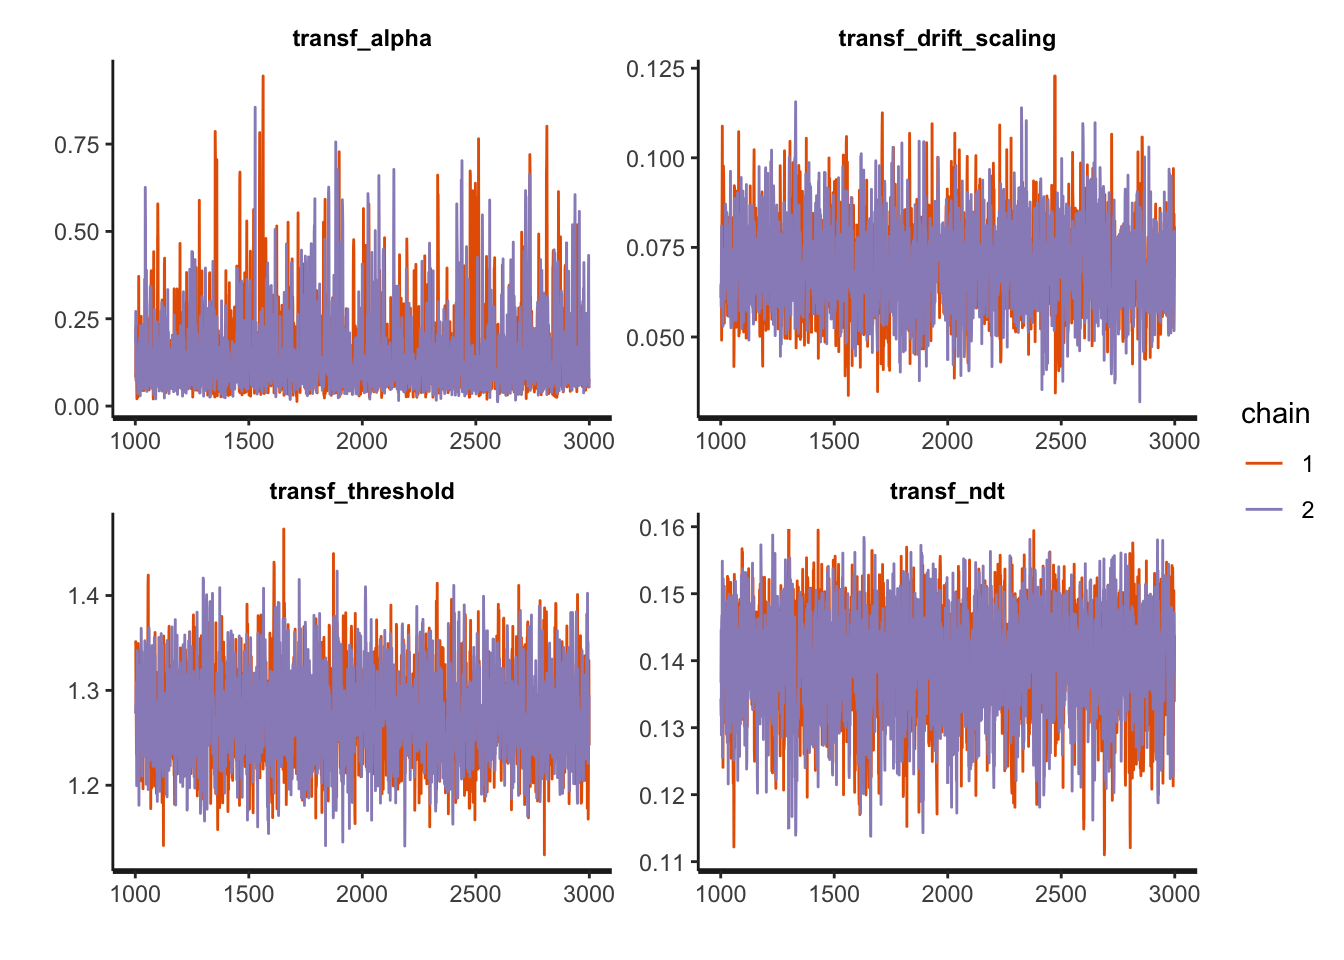 transf_alpha
0.75
0.50
0.25
0.00
1000 1500 2000 2500 3000
transf_drift_scaling
0.125
0.100
0.075
0.050
1000 1500 2000 2500 3000
transf_threshold
1.4
1.3
1.2
1000 1500 2000 2500 3000
transf_ndt
0.16
0.15
0.14
0.13
0.12
0.11
1000 1500 2000 2500 3000
chain
1
2